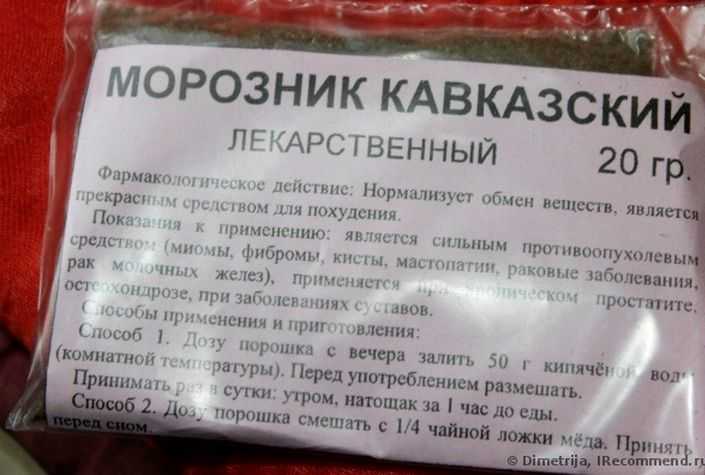 МОРОЗНИК КАВКАЗСКИЙ
ЛЕКАРСТВЕННЫЙ 20 гр.
Фармакологическое действие: Нормализует обмен веществ, является
прекрасным средством для похудения.
Показания к применению: является сильным противоопухолевым
средством (миомы, фибромы, кисты, мастопатии, раковые заболевания,
рак молочных желез), применяется при хроническом простатите,
остеохондрозе, при заболеваниях суставов.
Способы применения и приготовления:
Способ 1. Дозу порошка с вечера залить 50 г кипячёной воды
(комнатной температуры). Перед употреблением размешать.
Принимать раз в сутки: утром, натощак за 1 час до еды.
Способ 2. Дозу порошка смешать с 1/4 чайной ложки мёда. Принять
перед сном.
© Dimetrija, IRecommend.ru